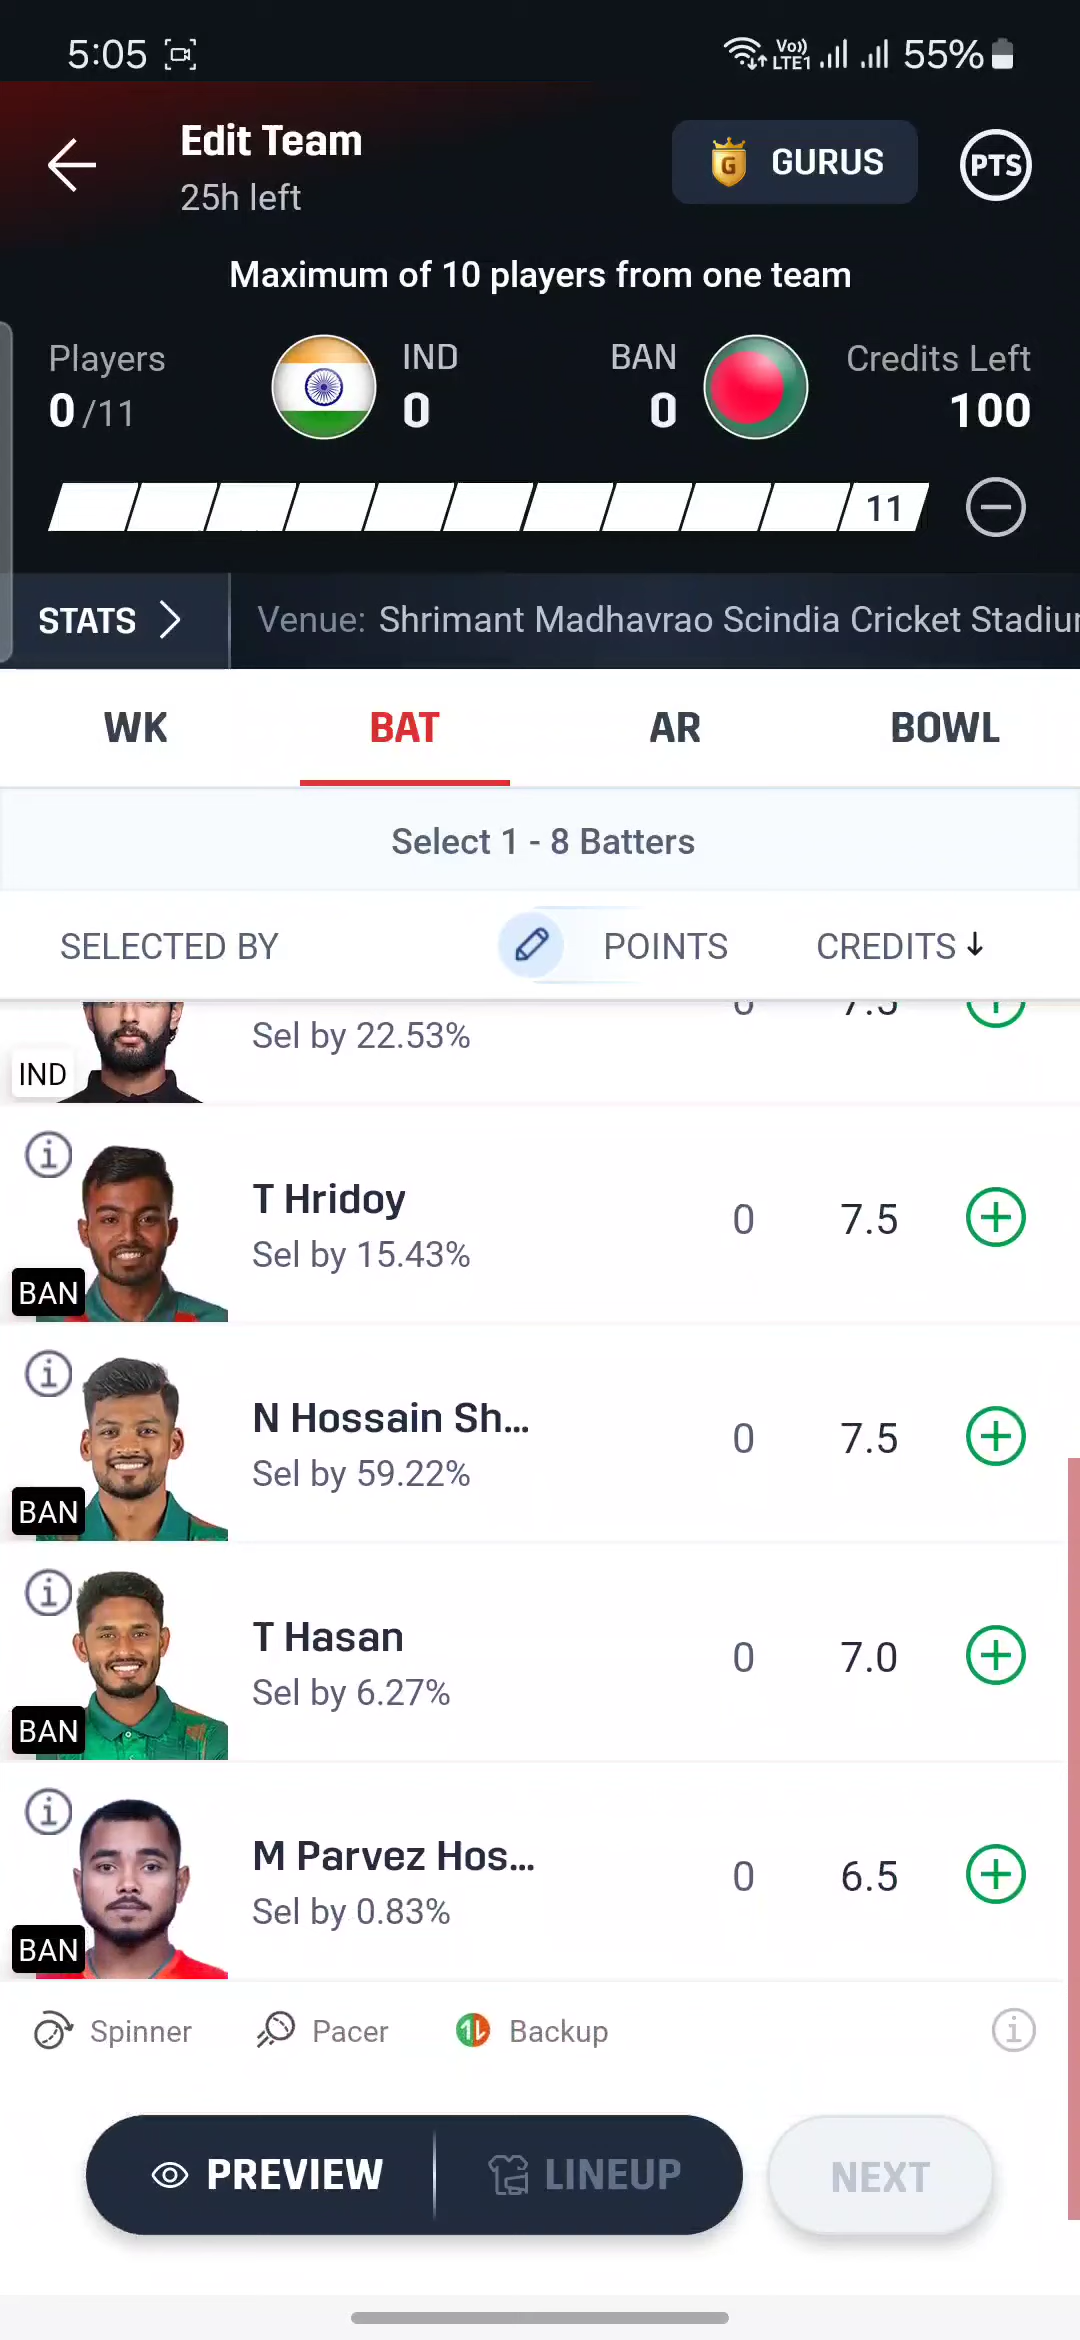 5:05
Vo)) LTE1
55%
Edit Team
25h left
G GURUS
PTS
Maximum of 10 players from one team
Players
0/11
IND
0
BAN
0
Credits Left
100
11
STATS
Venue: Shrimant Madhavrao Scindia Cricket Stadiu
WK
BAT
AR
BOWL
Select 1 - 8 Batters
SELECTED BY
POINTS
CREDITS ↓
Sel by 22.53%
0
7.5
IND
T Hridoy
Sel by 15.43%
0
7.5
BAN
N Hossain Sh...
Sel by 59.22%
0
7.5
BAN
T Hasan
Sel by 6.27%
0
7.0
BAN
M Parvez Hos...
Sel by 0.83%
0
6.5
BAN
Spinner
Pacer
Backup
PREVIEW
LINEUP
NEXT